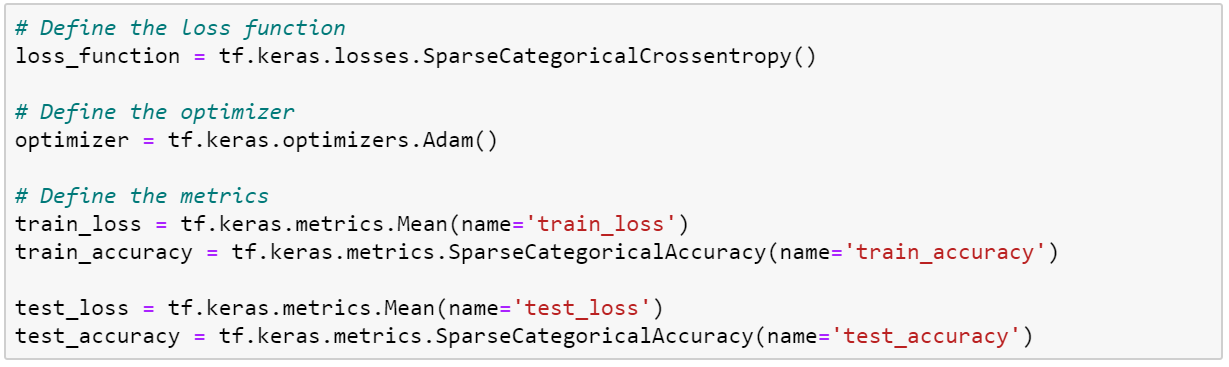 # Define the loss function
loss_function = tf.keras.losses.SparseCategoricalCrossentropy()
# Define the optimizer
optimizer = tf.keras.optimizers.Adam()
# Define the metrics
train_loss = tf.keras.metrics.Mean(name='train_loss')
train_accuracy = tf.keras.metrics.SparseCategoricalAccuracy(name='train_accuracy')
test_loss = tf.keras.metrics.Mean(name='test_loss')
test_accuracy = tf.keras.metrics.SparseCategoricalAccuracy(name='test_accuracy')